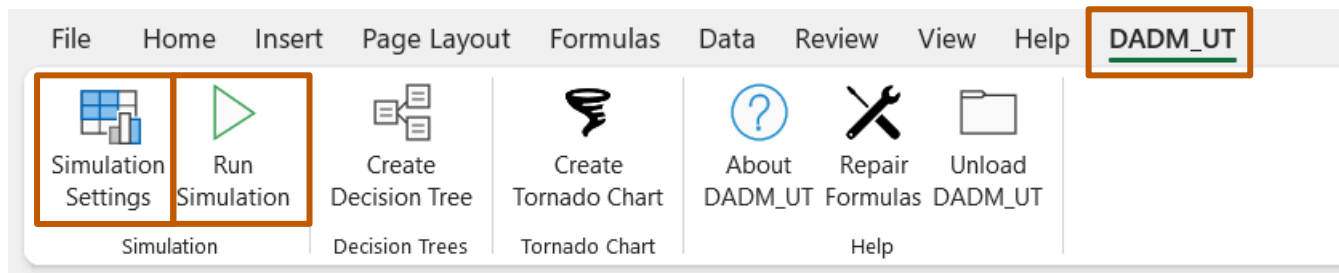 File Home Insert Page Layout Formulas Data Review View Help DADM_UT
Simulation Settings
Run Simulation
Create Decision Tree
Create Tornado Chart
About DADM_UT
Repair Formulas
Unload DADM_UT
Simulation Decision Trees Tornado Chart Help